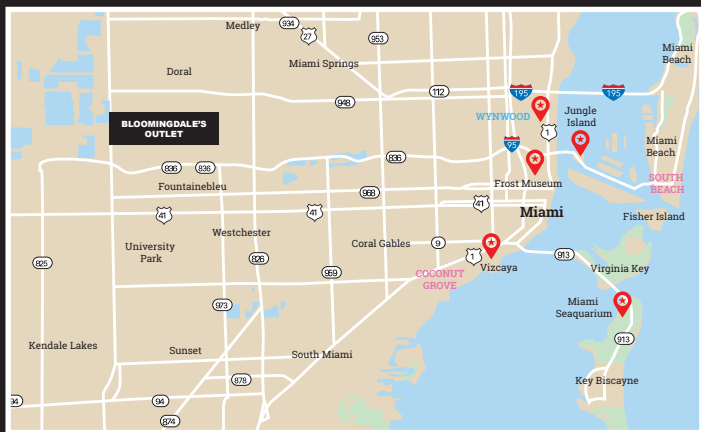 Medley
934
27
953
Miami Springs
Miami
Beach
Doral
195
195
112
948
WYNWOOD
1
Jungle
Island
BLOOMINGDALE'S
OUTLET
95
Miami
Beach
836
836
836
Frost Museum
SOUTH
BEACH
Fountainebleu
968
41
41
41
Miami
Fisher Island
University
Park
Westchester
Coral Gables
9
1
Vizcaya
913
825
826
959
COCONUT
GROVE
Virginia Key
973
Miami
Seaquarium
913
Kendale Lakes
Sunset
South Miami
878
Key Biscayne
94
94
874